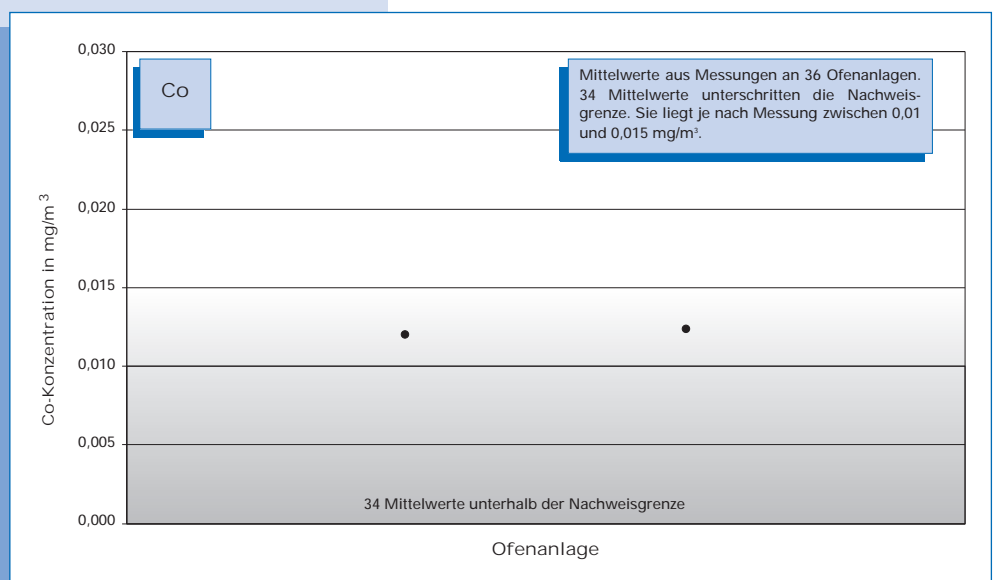 0,030
Co
Mittelwerte aus Messungen an 36 Ofenanlagen.
34 Mittelwerte unterschritten die Nachweis-
grenze. Sie liegt je nach Messung zwischen 0,01
und 0,015 mg/m³.
0,025
0,020
0,015
0,010
0,005
0,000
Co-Konzentration in mg/m³
34 Mittelwerte unterhalb der Nachweisgrenze
Ofenanlage